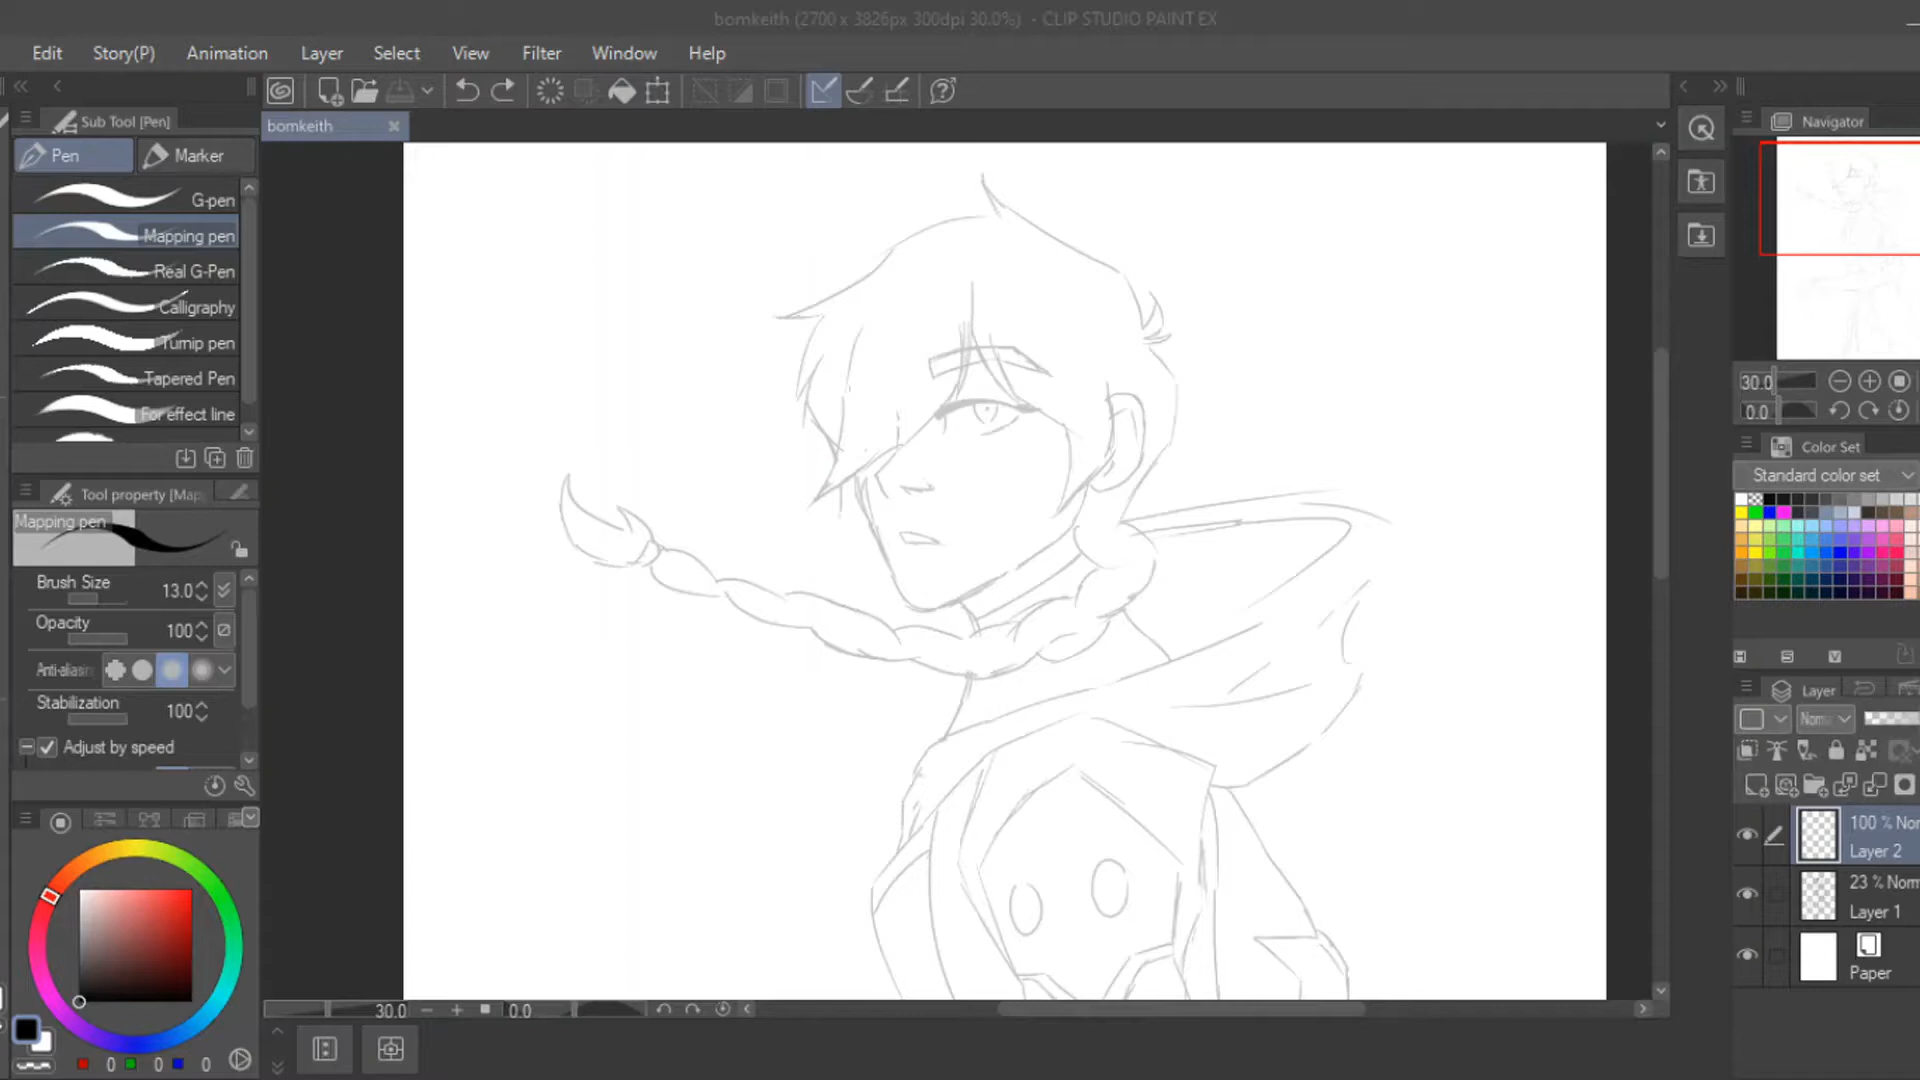 bomkeith (2700 x 3826px 300dpi 30.0%) - CLIP STUDIO PAINT EX
Edit Story(P) Animation Layer Select View Filter Window Help
Sub Tool [Pen]
bomkeith
Navigator
Pen Marker
G-pen
Mapping pen
Real G-Pen
Calligraphy
Turnip pen
Tapered Pen
For effect line
30.0
0.0
Color Set
Standard color set
Tool property [Map
Mapping pen
Brush Size 13.0
Opacity 100
Anti-aliasin
Stabilization 100
Adjust by speed
Layer
Norma
100 % Nor
Layer 2
23 % Norm
Layer 1
Paper
30.0 0.0
0 0 0